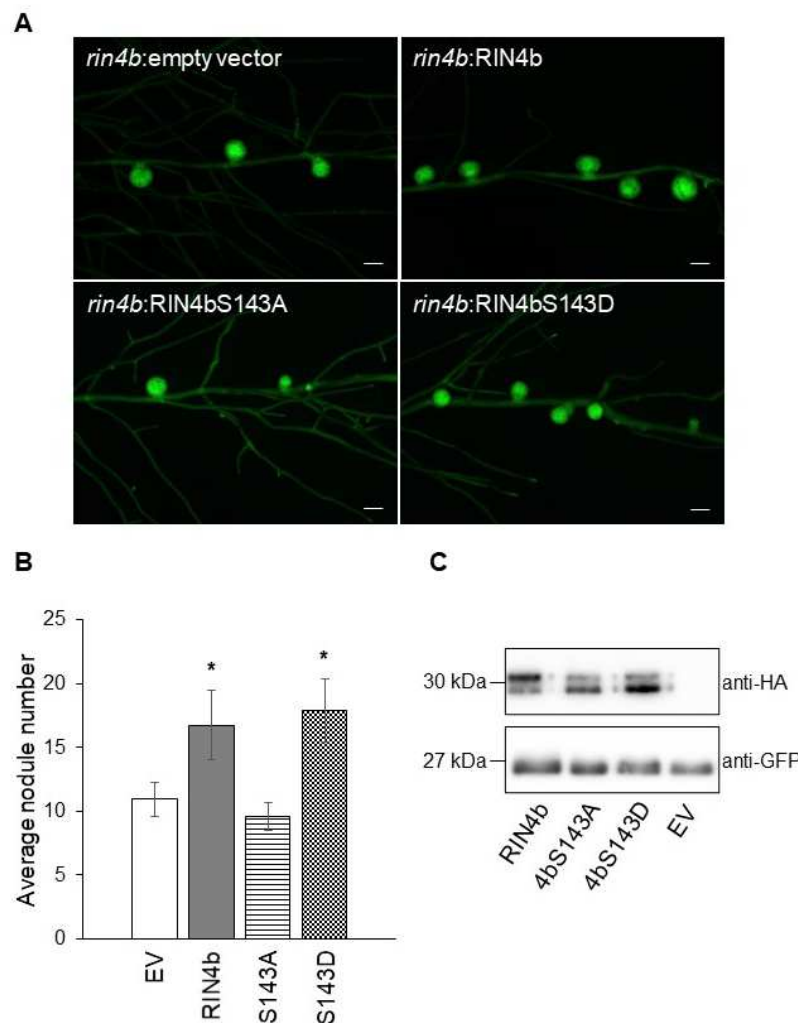 A
rin4b:empty vector
rin4b:RIN4b
rin4b:RIN4bS143A
rin4b:RIN4bS143D
B
Average nodule number
25
20
15
10
5
0
*
*
EV
RIN4b
S143A
S143D
C
30 kDa
anti-HA
27 kDa
anti-GFP
RIN4b
4bS143A
4bS143D
EV